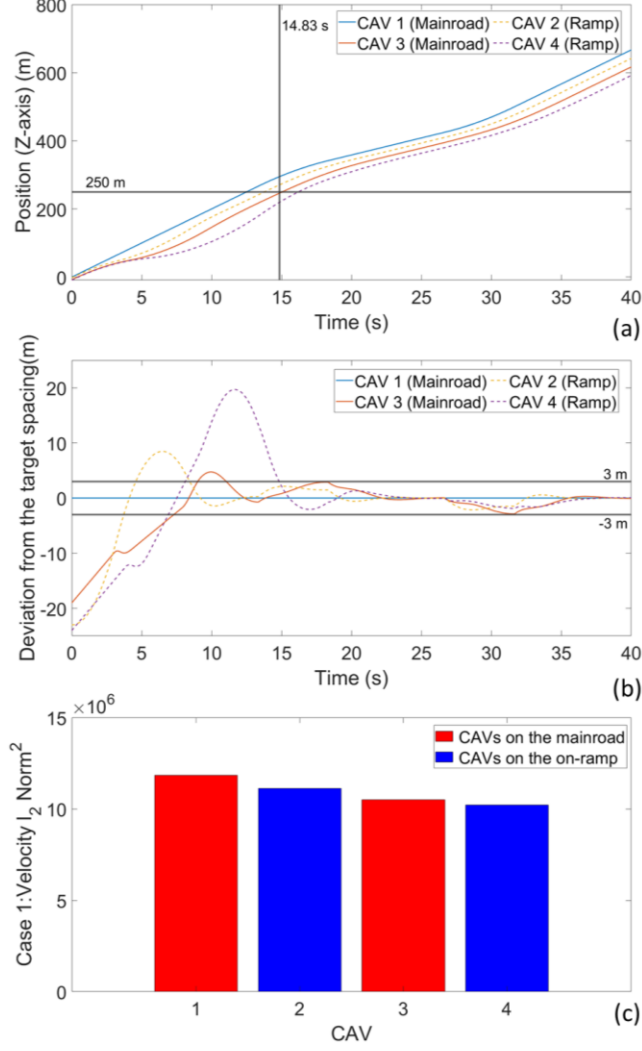 800
600
400
200
0
Position (Z-axis) (m)
14.83 s
CAV 1 (Mainroad) CAV 2 (Ramp)
CAV 3 (Mainroad) CAV 4 (Ramp)
250 m
0 5 10 15 20 25 30 35 40
Time (s)
(a)
20
10
0
-10
-20
Deviation from the target spacing(m)
CAV 1 (Mainroad) CAV 2 (Ramp)
CAV 3 (Mainroad) CAV 4 (Ramp)
3 m
-3 m
0 5 10 15 20 25 30 35 40
Time (s)
(b)
×10⁶
15
10
5
0
Case 1:Velocity l₂ Norm²
CAVs on the mainroad
CAVs on the on-ramp
1 2 3 4
CAV
(c)